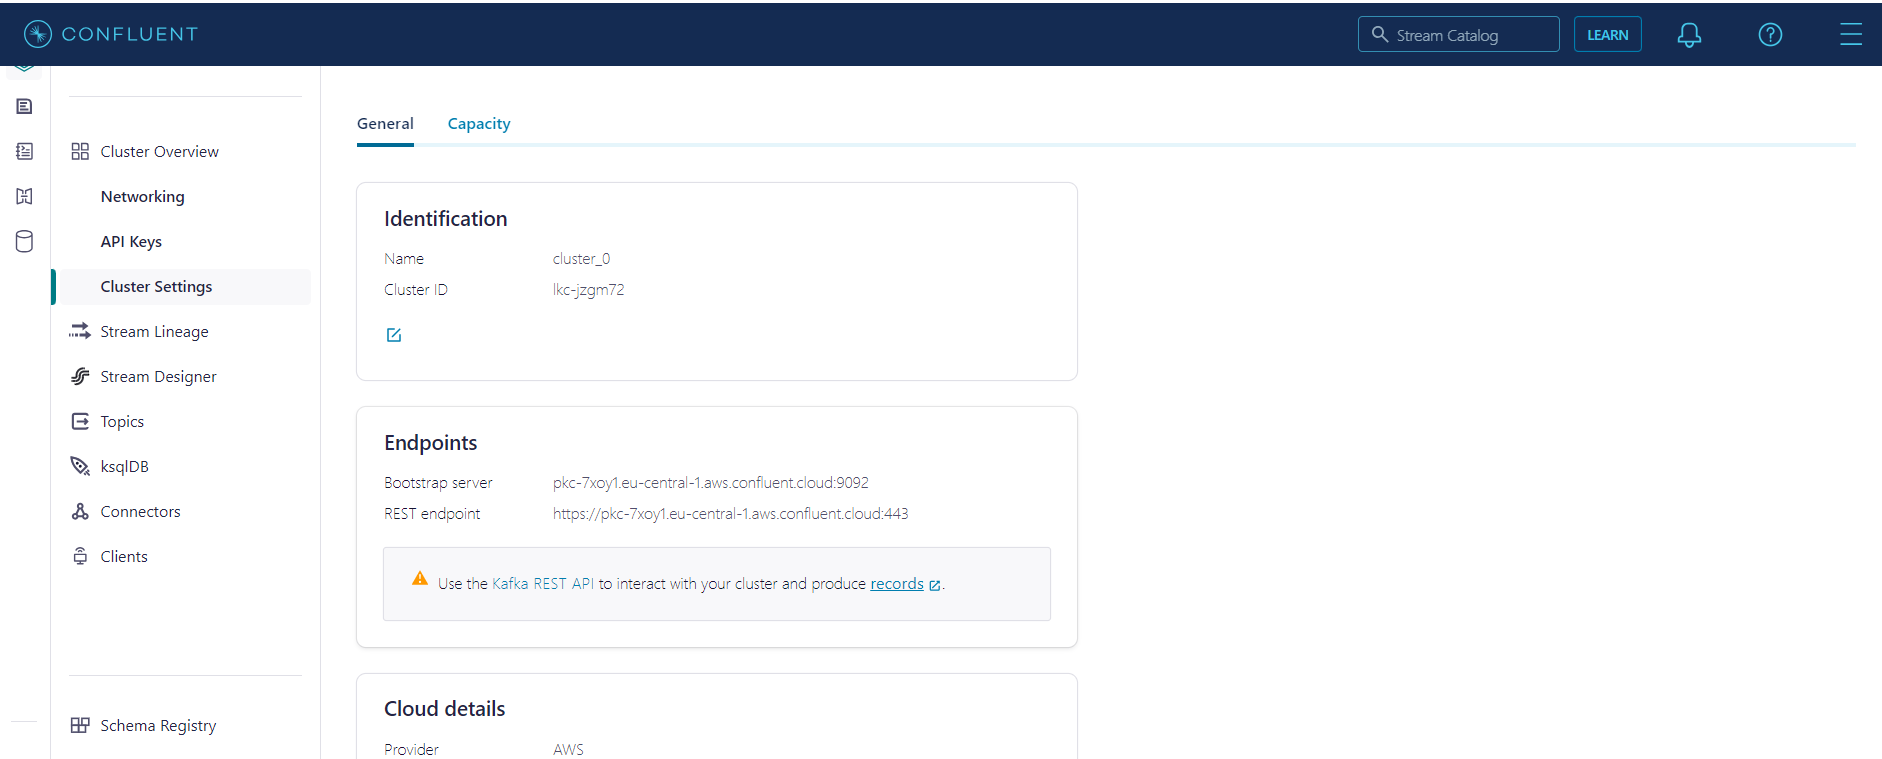 CONFLUENT
Stream Catalog
LEARN
Cluster Overview
Networking
API Keys
Cluster Settings
Stream Lineage
Stream Designer
Topics
ksqlDB
Connectors
Clients
Schema Registry
General Capacity
Identification
Name cluster_0
Cluster ID lkc-jzgm72
Endpoints
Bootstrap server pkc-7xoy1.eu-central-1.aws.confluent.cloud:9092
REST endpoint https://pkc-7xoy1.eu-central-1.aws.confluent.cloud:443
Use the Kafka REST API to interact with your cluster and produce records.
Cloud details
Provider AWS